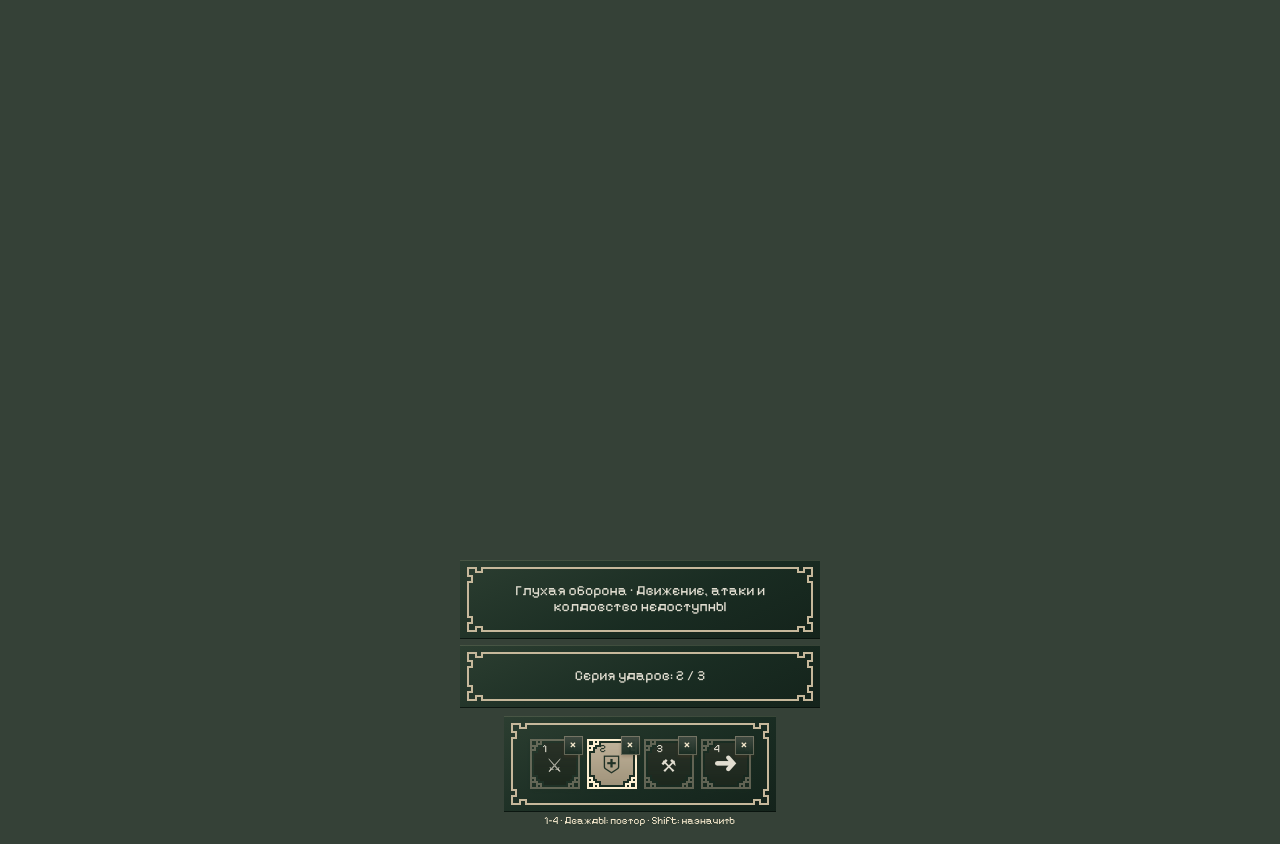 Глухая оборона · Движение, атаки и
колдовство недоступны
Серия ударов: 2 / 3
1 × 2 × 3 × 4 ×
1-4 · Дважды: повтор · Shift: назначить